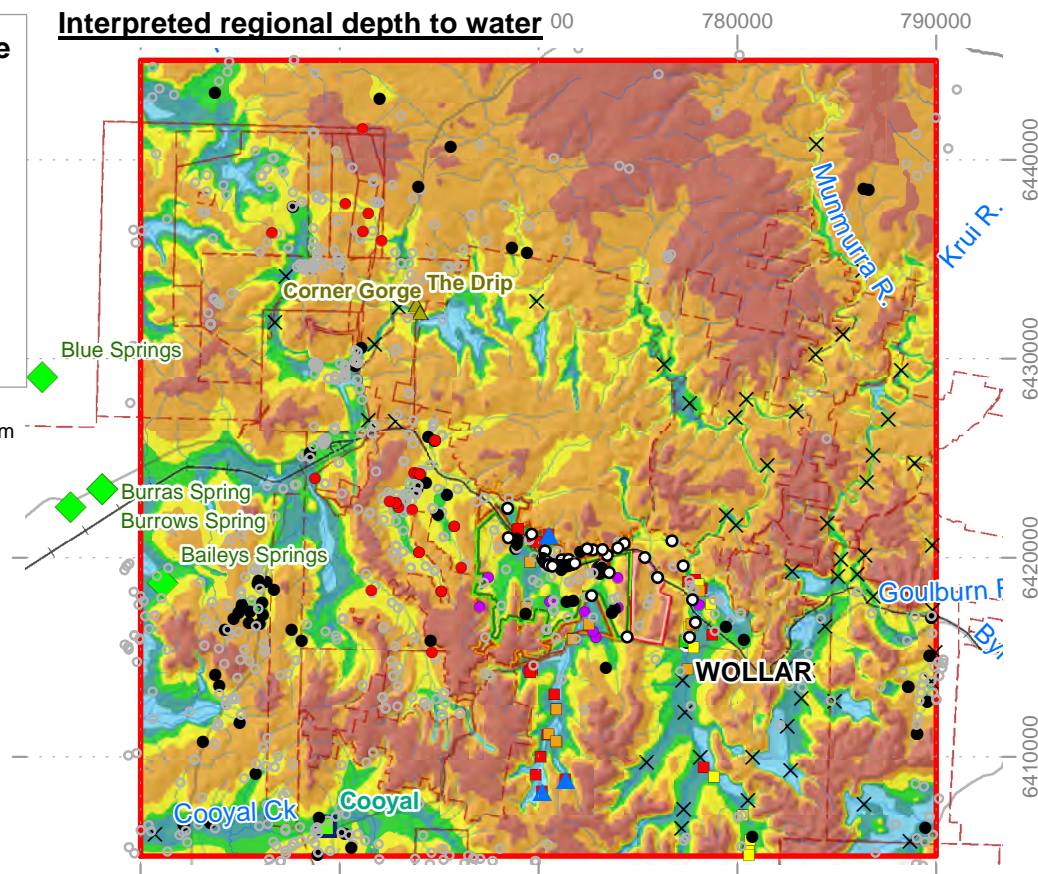 Interpreted regional depth to water
e
00
780000
790000
6440000
Munmurra R.
Krui R.
Corner Gorge
The Drip
Blue Springs
6430000
m
Burras Spring
Burrows Spring
Baileys Springs
6420000
Goulburn
WOLLAR
6410000
Cooyal Ck
Cooyal